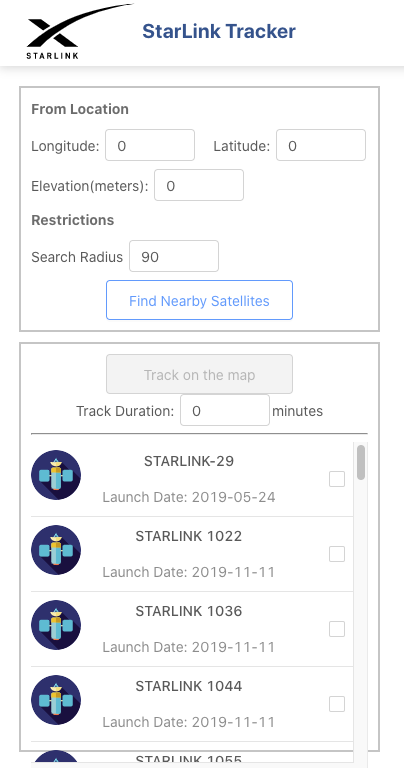 STARLINK
StarLink Tracker
From Location
Longitude: 0 Latitude: 0
Elevation(meters): 0
Restrictions
Search Radius 90
Find Nearby Satellites
Track on the map
Track Duration: 0 minutes
STARLINK-29
Launch Date: 2019-05-24
STARLINK 1022
Launch Date: 2019-11-11
STARLINK 1036
Launch Date: 2019-11-11
STARLINK 1044
Launch Date: 2019-11-11
STARLINK 1055